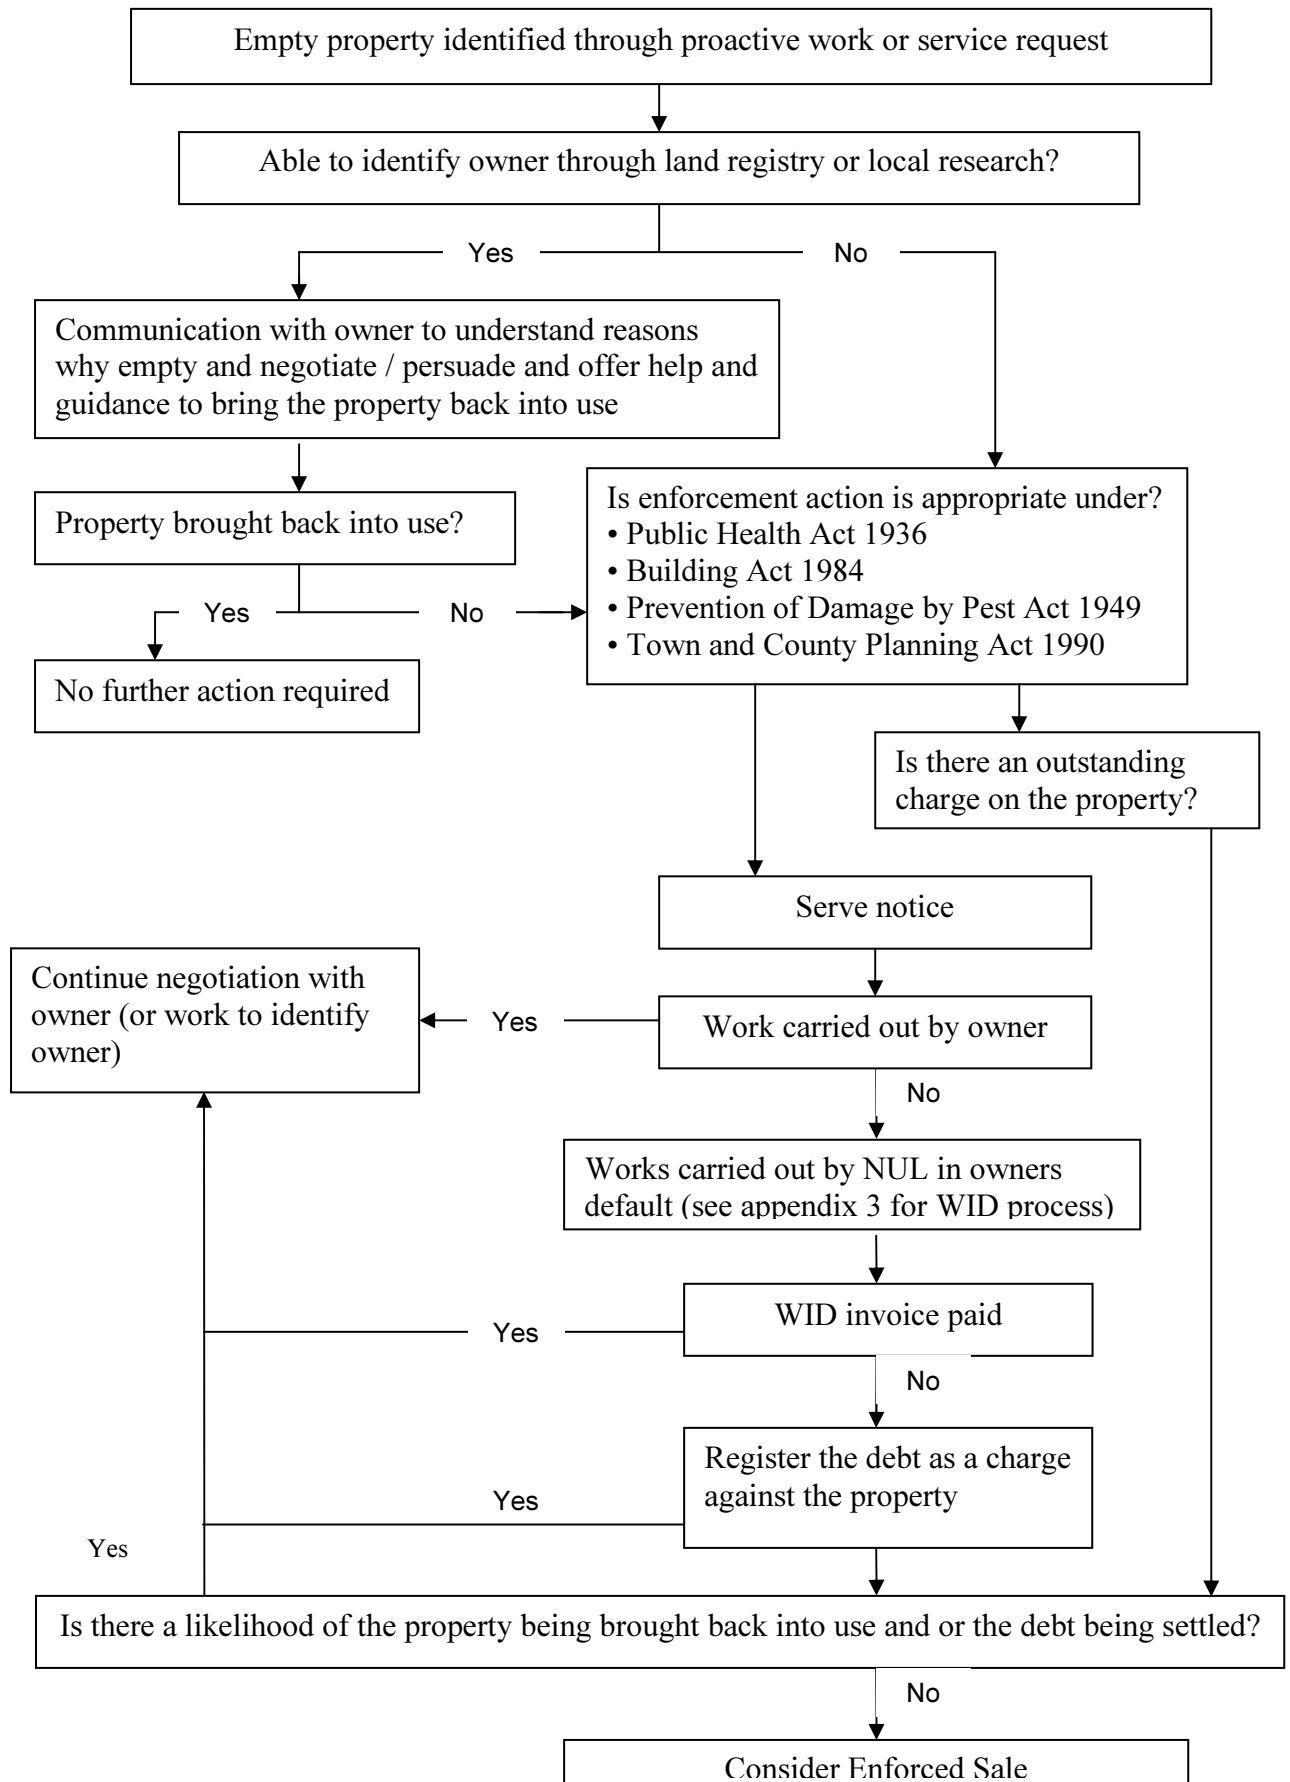 Empty property identified through proactive work or service request
Able to identify owner through land registry or local research?
Yes
No
Communication with owner to understand reasons
why empty and negotiate / persuade and offer help and
guidance to bring the property back into use
Is enforcement action is appropriate under?
• Public Health Act 1936
• Building Act 1984
• Prevention of Damage by Pest Act 1949
• Town and County Planning Act 1990
Property brought back into use?
Yes
No
No further action required
Is there an outstanding
charge on the property?
Serve notice
Continue negotiation with
owner (or work to identify
owner)
Yes
Work carried out by owner
No
Works carried out by NUL in owners
default (see appendix 3 for WID process)
WID invoice paid
Yes
No
Register the debt as a charge
against the property
Yes
Yes
Is there a likelihood of the property being brought back into use and or the debt being settled?
No
Consider Enforced Sale